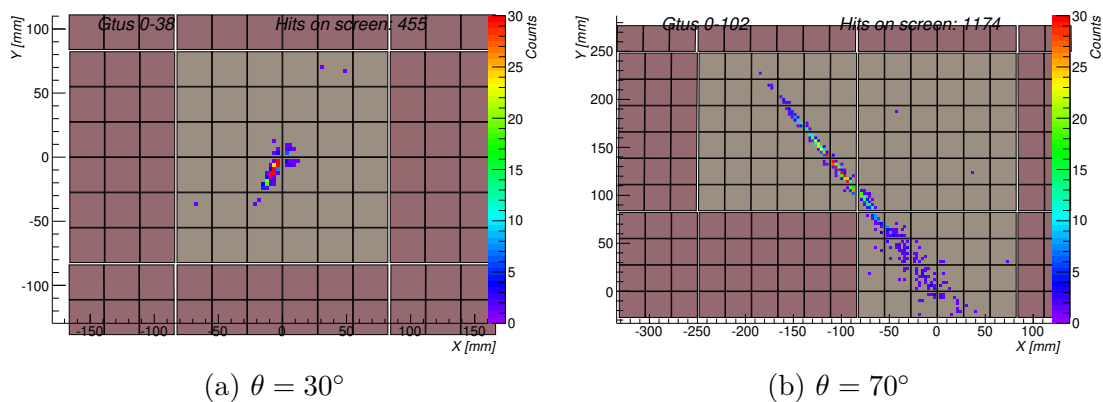 Gtus 0-38 Hits on screen: 455
Y [mm]
100
50
0
-50
-100
-150 -100 -50 0 50 100 150
X [mm]
30
25
20
15
10
5
0
Counts
(a) θ = 30°
Gtus 0-102 Hits on screen: 1174
Y [mm]
250
200
150
100
50
0
-300 -250 -200 -150 -100 -50 0 50 100
X [mm]
30
25
20
15
10
5
0
Counts
(b) θ = 70°